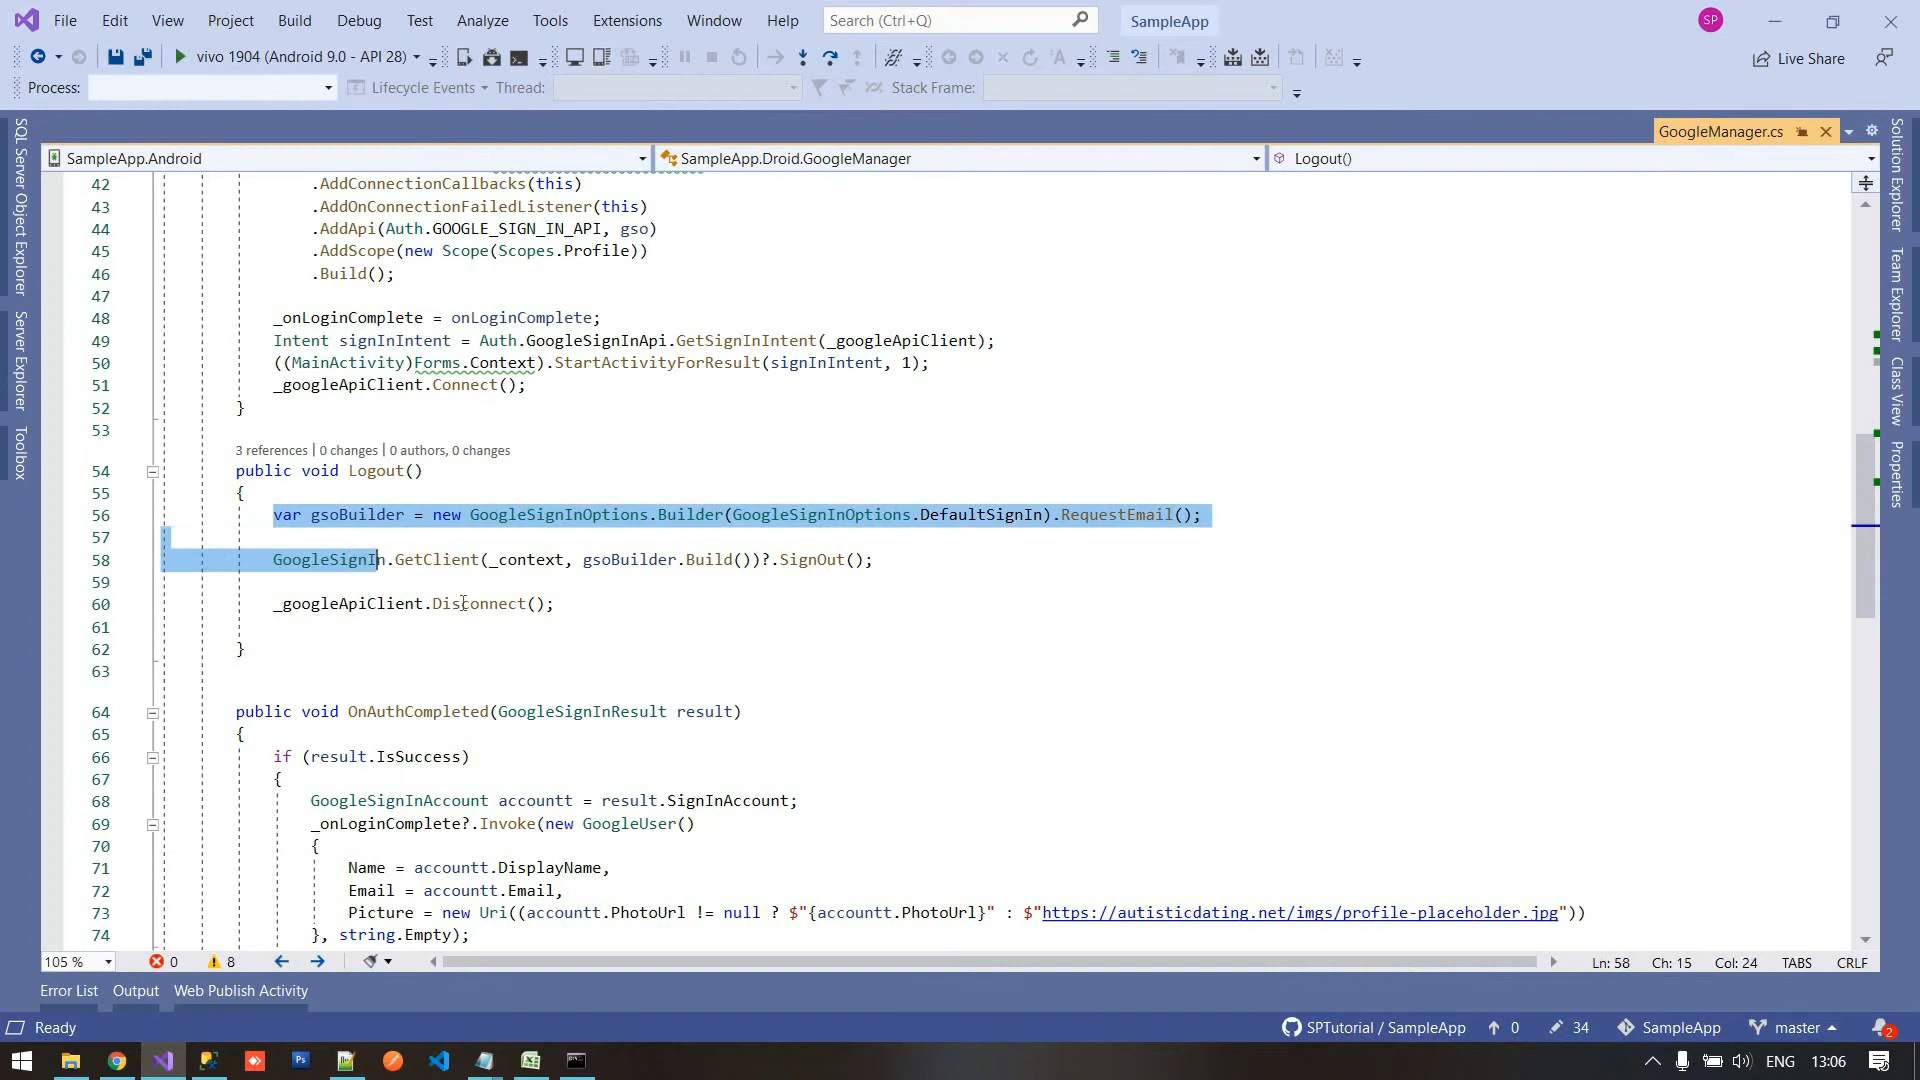 File Edit View Project Build Debug Test Analyze Tools Extensions Window Help Search (Ctrl+Q) SampleApp SP
vivo 1904 (Android 9.0 - API 28) Live Share
Process: Lifecycle Events Thread: Stack Frame:
GoogleManager.cs
SampleApp.Android SampleApp.Droid.GoogleManager Logout()
SQL Server Object Explorer
Server Explorer
Toolbox
Solution Explorer
Team Explorer
Class View
Properties
42 .AddConnectionCallbacks(this)
43 .AddOnConnectionFailedListener(this)
44 .AddApi(Auth.GOOGLE_SIGN_IN_API, gso)
45 .AddScope(new Scope(Scopes.Profile))
46 .Build();
47
48 _onLoginComplete = onLoginComplete;
49 Intent signInIntent = Auth.GoogleSignInApi.GetSignInIntent(_googleApiClient);
50 ((MainActivity)Forms.Context).StartActivityForResult(signInIntent, 1);
51 _googleApiClient.Connect();
52 }
53
3 references | 0 changes | 0 authors, 0 changes
54 public void Logout()
55 {
56 var gsoBuilder = new GoogleSignInOptions.Builder(GoogleSignInOptions.DefaultSignIn).RequestEmail();
57
58 GoogleSignIn.GetClient(_context, gsoBuilder.Build())?.SignOut();
59
60 _googleApiClient.Disconnect();
61
62 }
63
64 public void OnAuthCompleted(GoogleSignInResult result)
65 {
66 if (result.IsSuccess)
67 {
68 GoogleSignInAccount accountt = result.SignInAccount;
69 _onLoginComplete?.Invoke(new GoogleUser()
70 {
71 Name = accountt.DisplayName,
72 Email = accountt.Email,
73 Picture = new Uri((accountt.PhotoUrl != null ? $"{accountt.PhotoUrl}" : $"https://autisticdating.net/imgs/profile-placeholder.jpg"))
74 }, string.Empty);
105 % 0 8 Ln: 58 Ch: 15 Col: 24 TABS CRLF
Error List Output Web Publish Activity
Ready SPTutorial / SampleApp 0 34 SampleApp master 2
Ps ENG 13:06